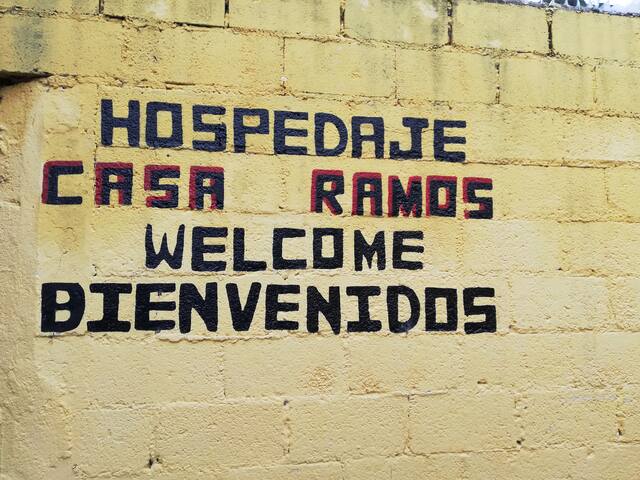 HOSPEDAJE
CASA RAMOS
WELCOME
BIENVENIDOS